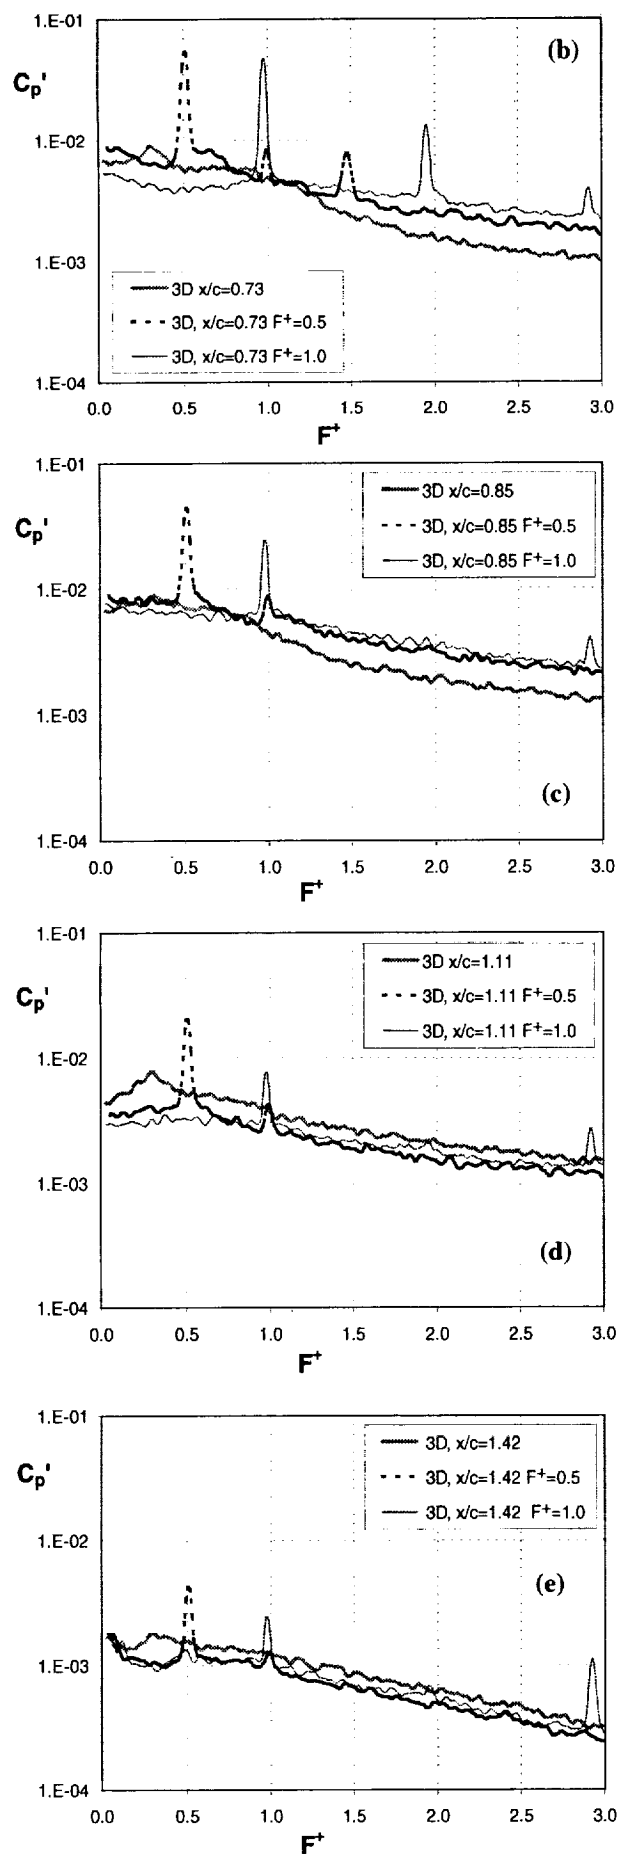 1.E-01
(b)
Cp'
1.E-02
1.E-03
3D x/c=0.73
3D, x/c=0.73 F+=0.5
3D, x/c=0.73 F+=1.0
1.E-04
0.0 0.5 1.0 1.5 2.0 2.5 3.0
F+
1.E-01
3D x/c=0.85
Cp'
3D, x/c=0.85 F+=0.5
3D, x/c=0.85 F+=1.0
1.E-02
1.E-03
(c)
1.E-04
0.0 0.5 1.0 1.5 2.0 2.5 3.0
F+
1.E-01
3D x/c=1.11
Cp'
3D, x/c=1.11 F+=0.5
3D, x/c=1.11 F+=1.0
1.E-02
1.E-03
(d)
1.E-04
0.0 0.5 1.0 1.5 2.0 2.5 3.0
F+
1.E-01
3D, x/c=1.42
Cp'
3D, x/c=1.42 F+=0.5
3D, x/c=1.42 F+=1.0
1.E-02
(e)
1.E-03
1.E-04
0.0 0.5 1.0 1.5 2.0 2.5 3.0
F+